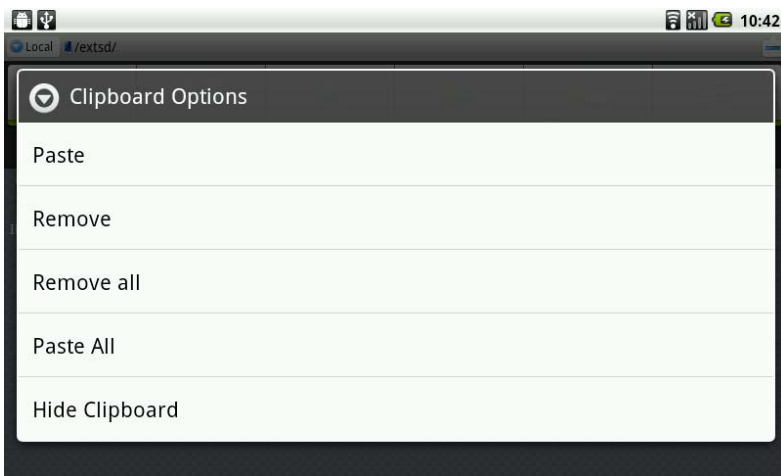 10:42
Local /extsd/
Clipboard Options
Paste
Remove
Remove all
Paste All
Hide Clipboard